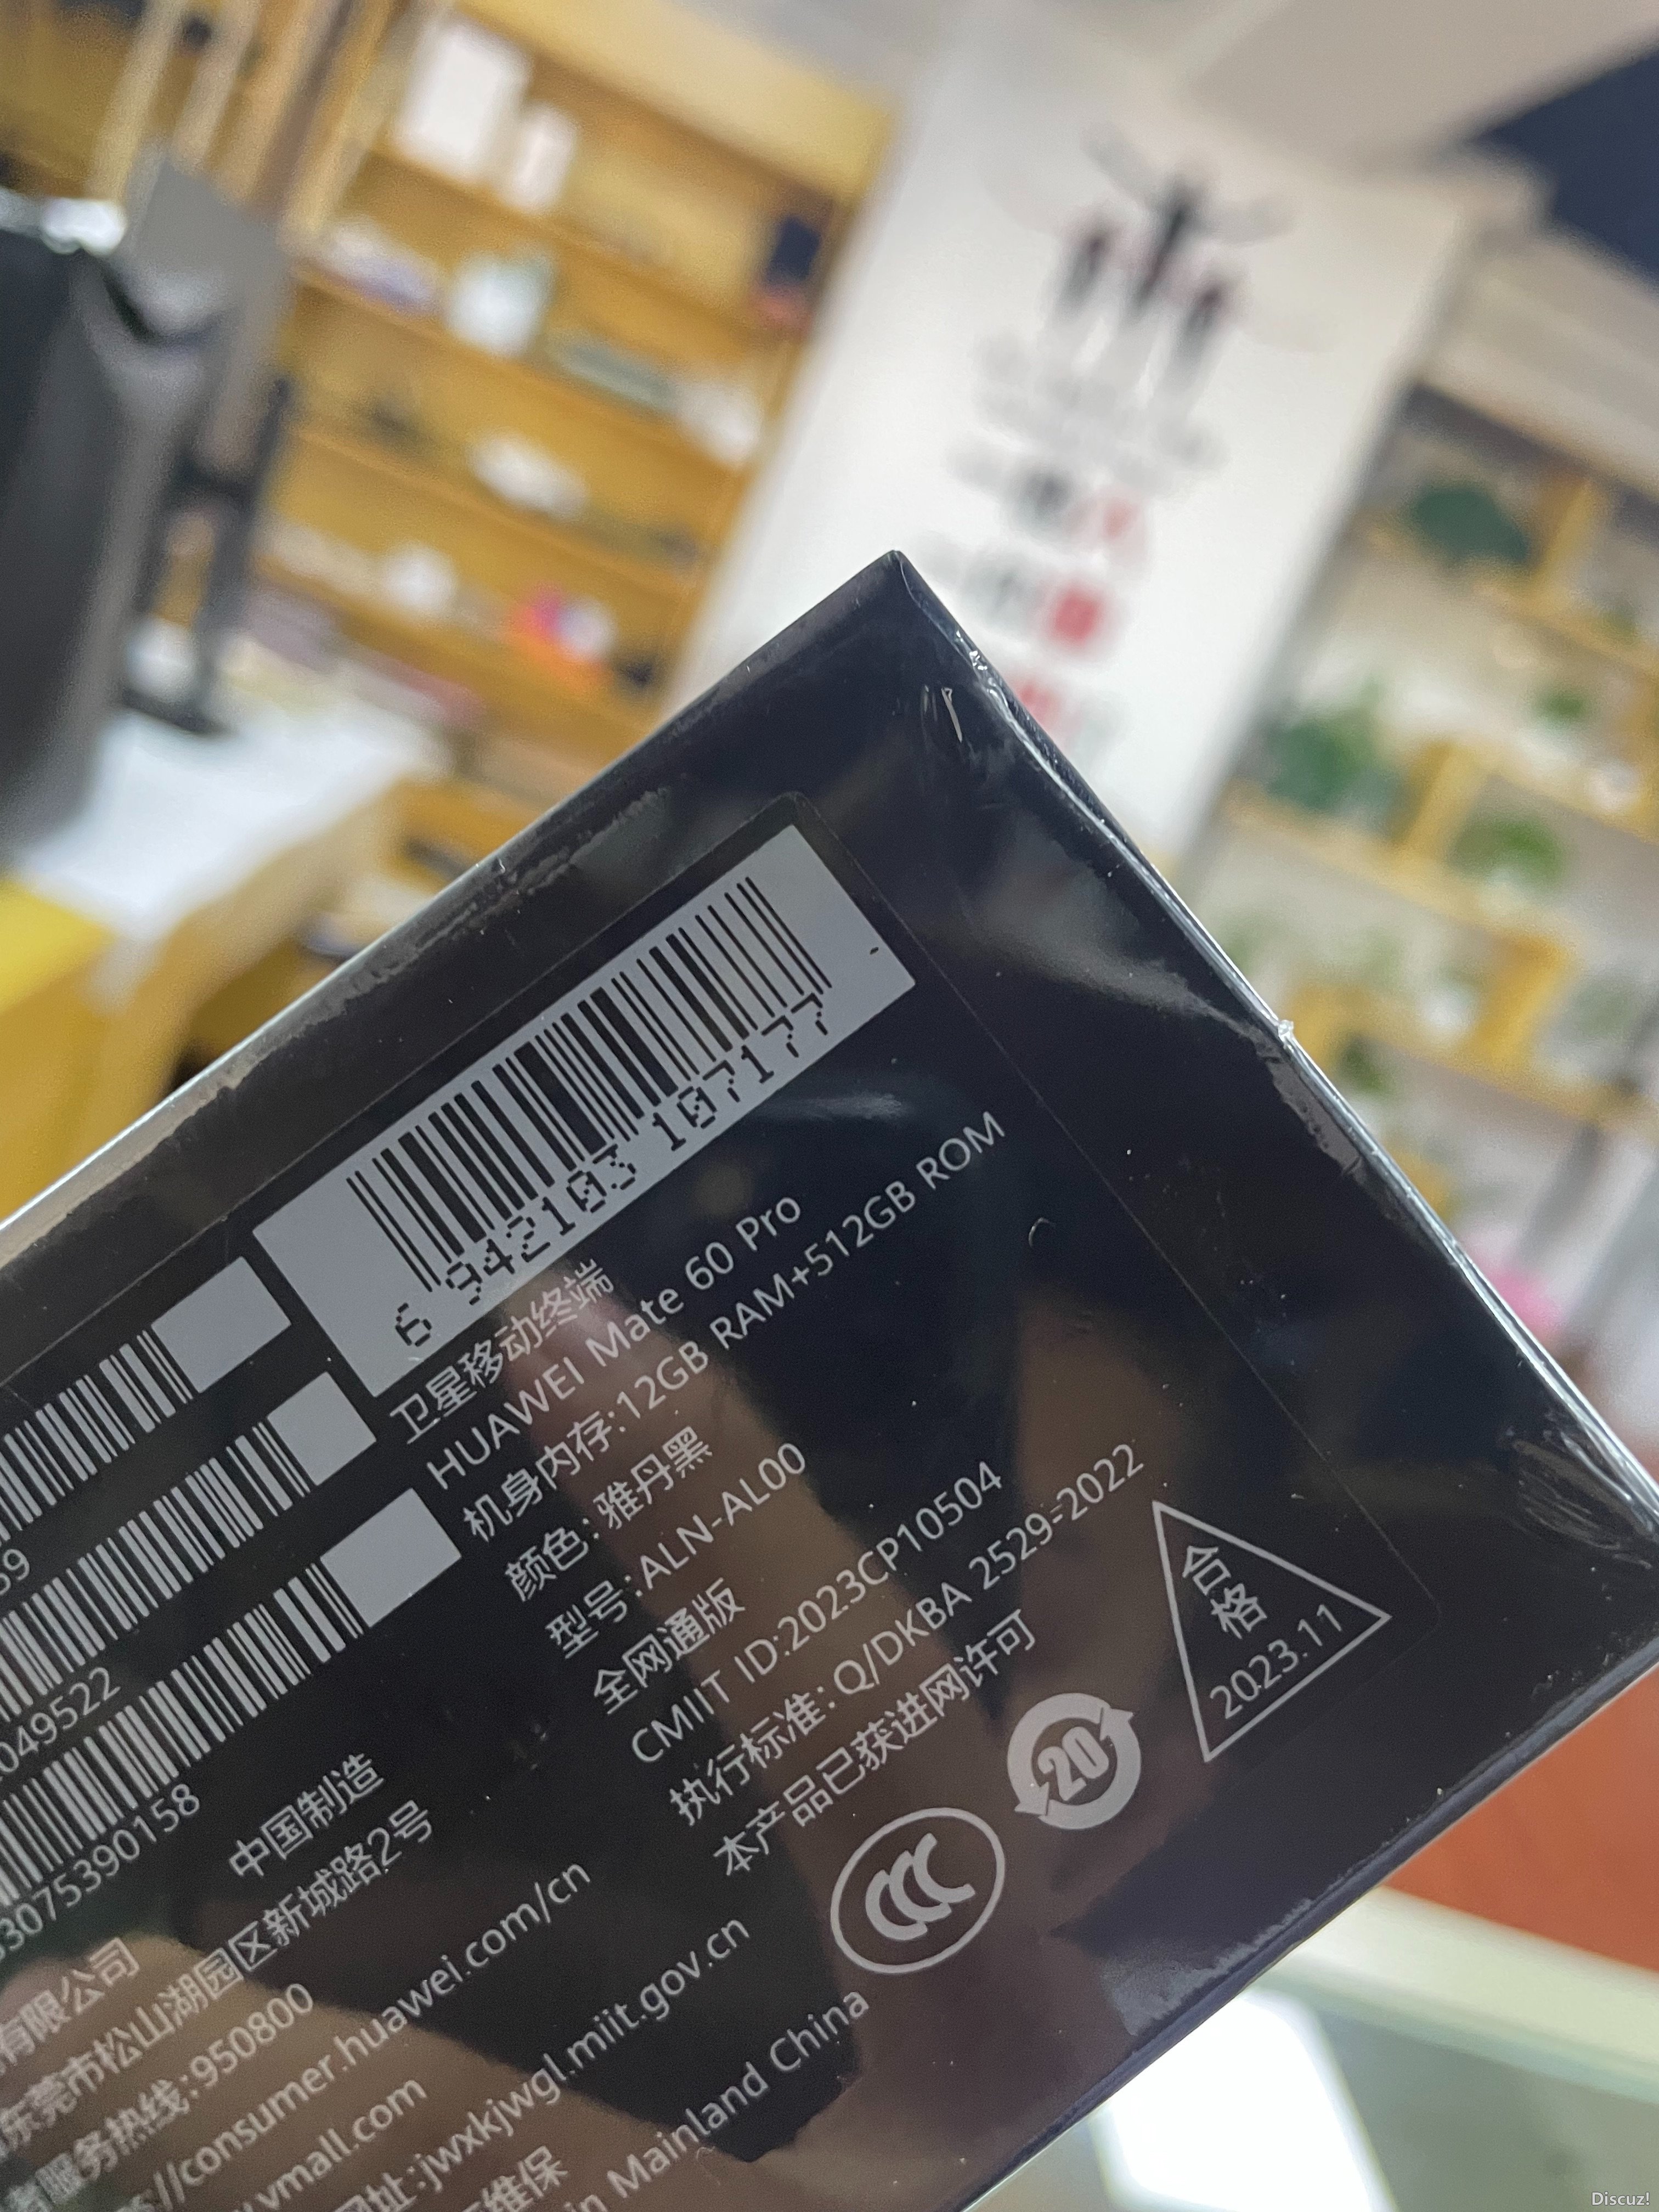 6 942103 107177
卫星移动终端
HUAWEI Mate 60 Pro
机身内存:12GB RAM+512GB ROM
颜色:雅丹黑
型号:ALN-AL00
全网通版
CMIIT ID:2023CP10504
执行标准:Q/DKBA 2529-2022
本产品已获进网许可
合
格
2023.11
20
CCC
049522
3075390158
中国制造
有限公司
东莞市松山湖园区新城路2号
服务热线:950800
//consumer.huawei.com/cn
.vmall.com
网址:jwxkjwgl.miit.gov.cn
维保
in Mainland China
Discuz!